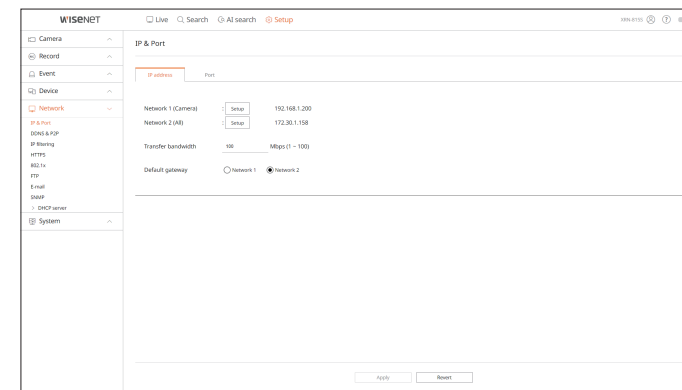 WISENET
Live Search AI search Setup
Camera
Record
Event
Device
Network
IP & Port
DDNS & P2P
IP filtering
HTTPS
802.1x
FTP
E-mail
SNMP
> DHCP server
System
IP & Port
IP address Port
Network 1 (Camera) : Setup 192.168.1.200
Network 2 (All) : Setup 172.30.1.158
Transfer bandwidth 100 Mbps (1 ~ 100)
Default gateway Network 1 Network 2
Apply Revert